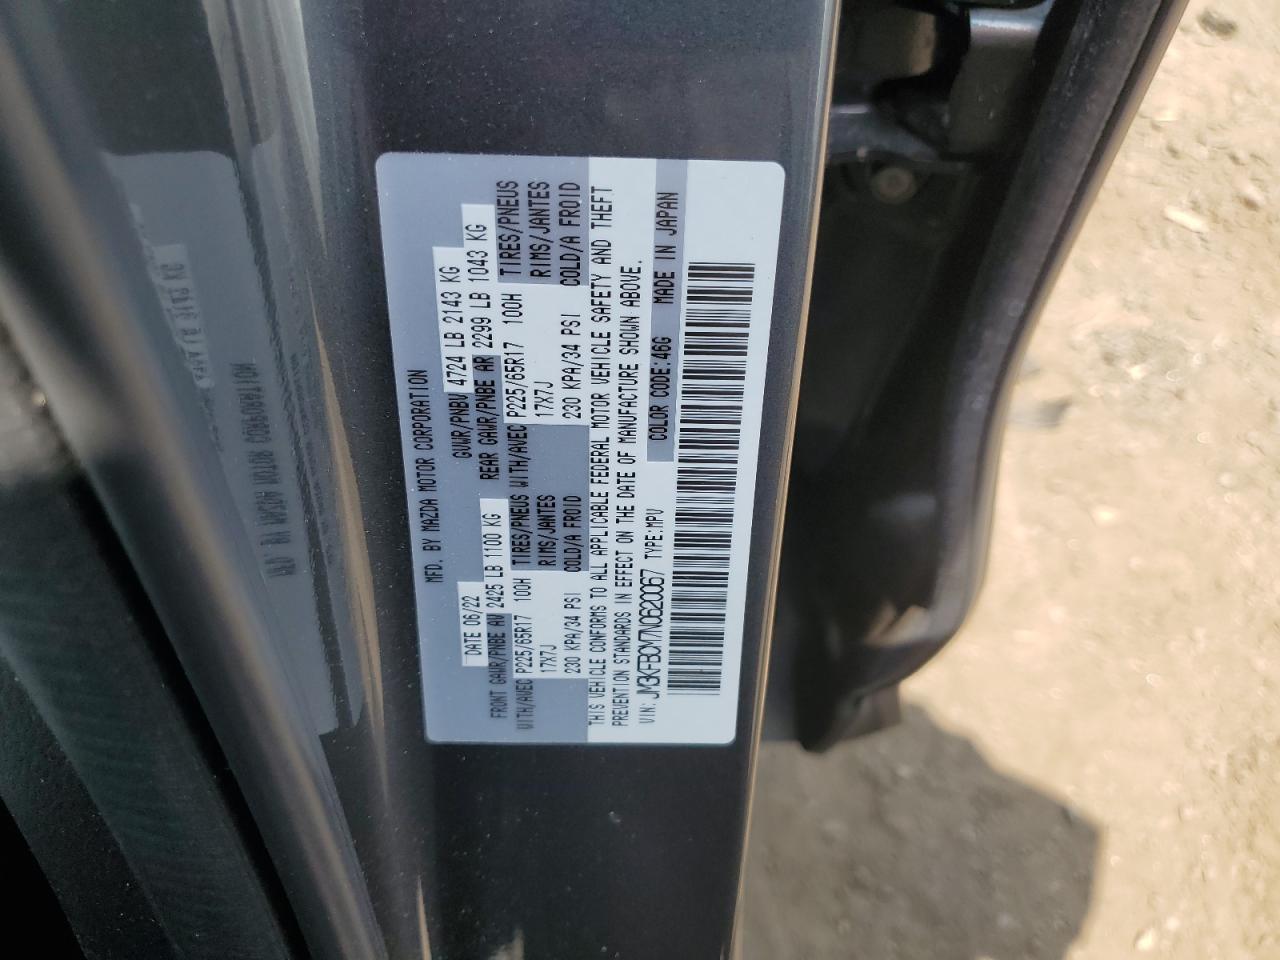 MFD. BY MAZDA MOTOR CORPORATION
DATE 06/22 GVWR/PNBV 4724 LB 2143 KG
FRONT GAWR/PNBE AV 2425 LB 1100 KG REAR GAWR/PNBE AR 2299 LB 1043 KG
WITH/AVEC P225/65R17 100H TIRES/PNEUS WITH/AVEC P225/65R17 100H TIRES/PNEUS
17X7J RIMS/JANTES 17X7J RIMS/JANTES
230 KPA/34 PSI COLD/A FROID 230 KPA/34 PSI COLD/A FROID
THIS VEHICLE CONFORMS TO ALL APPLICABLE FEDERAL MOTOR VEHICLE SAFETY AND THEFT
PREVENTION STANDARDS IN EFFECT ON THE DATE OF MANUFACTURE SHOWN ABOVE.
VIN: JM3KFBCM7N0620067 TYPE:MPV COLOR CODE:46G MADE IN JAPAN